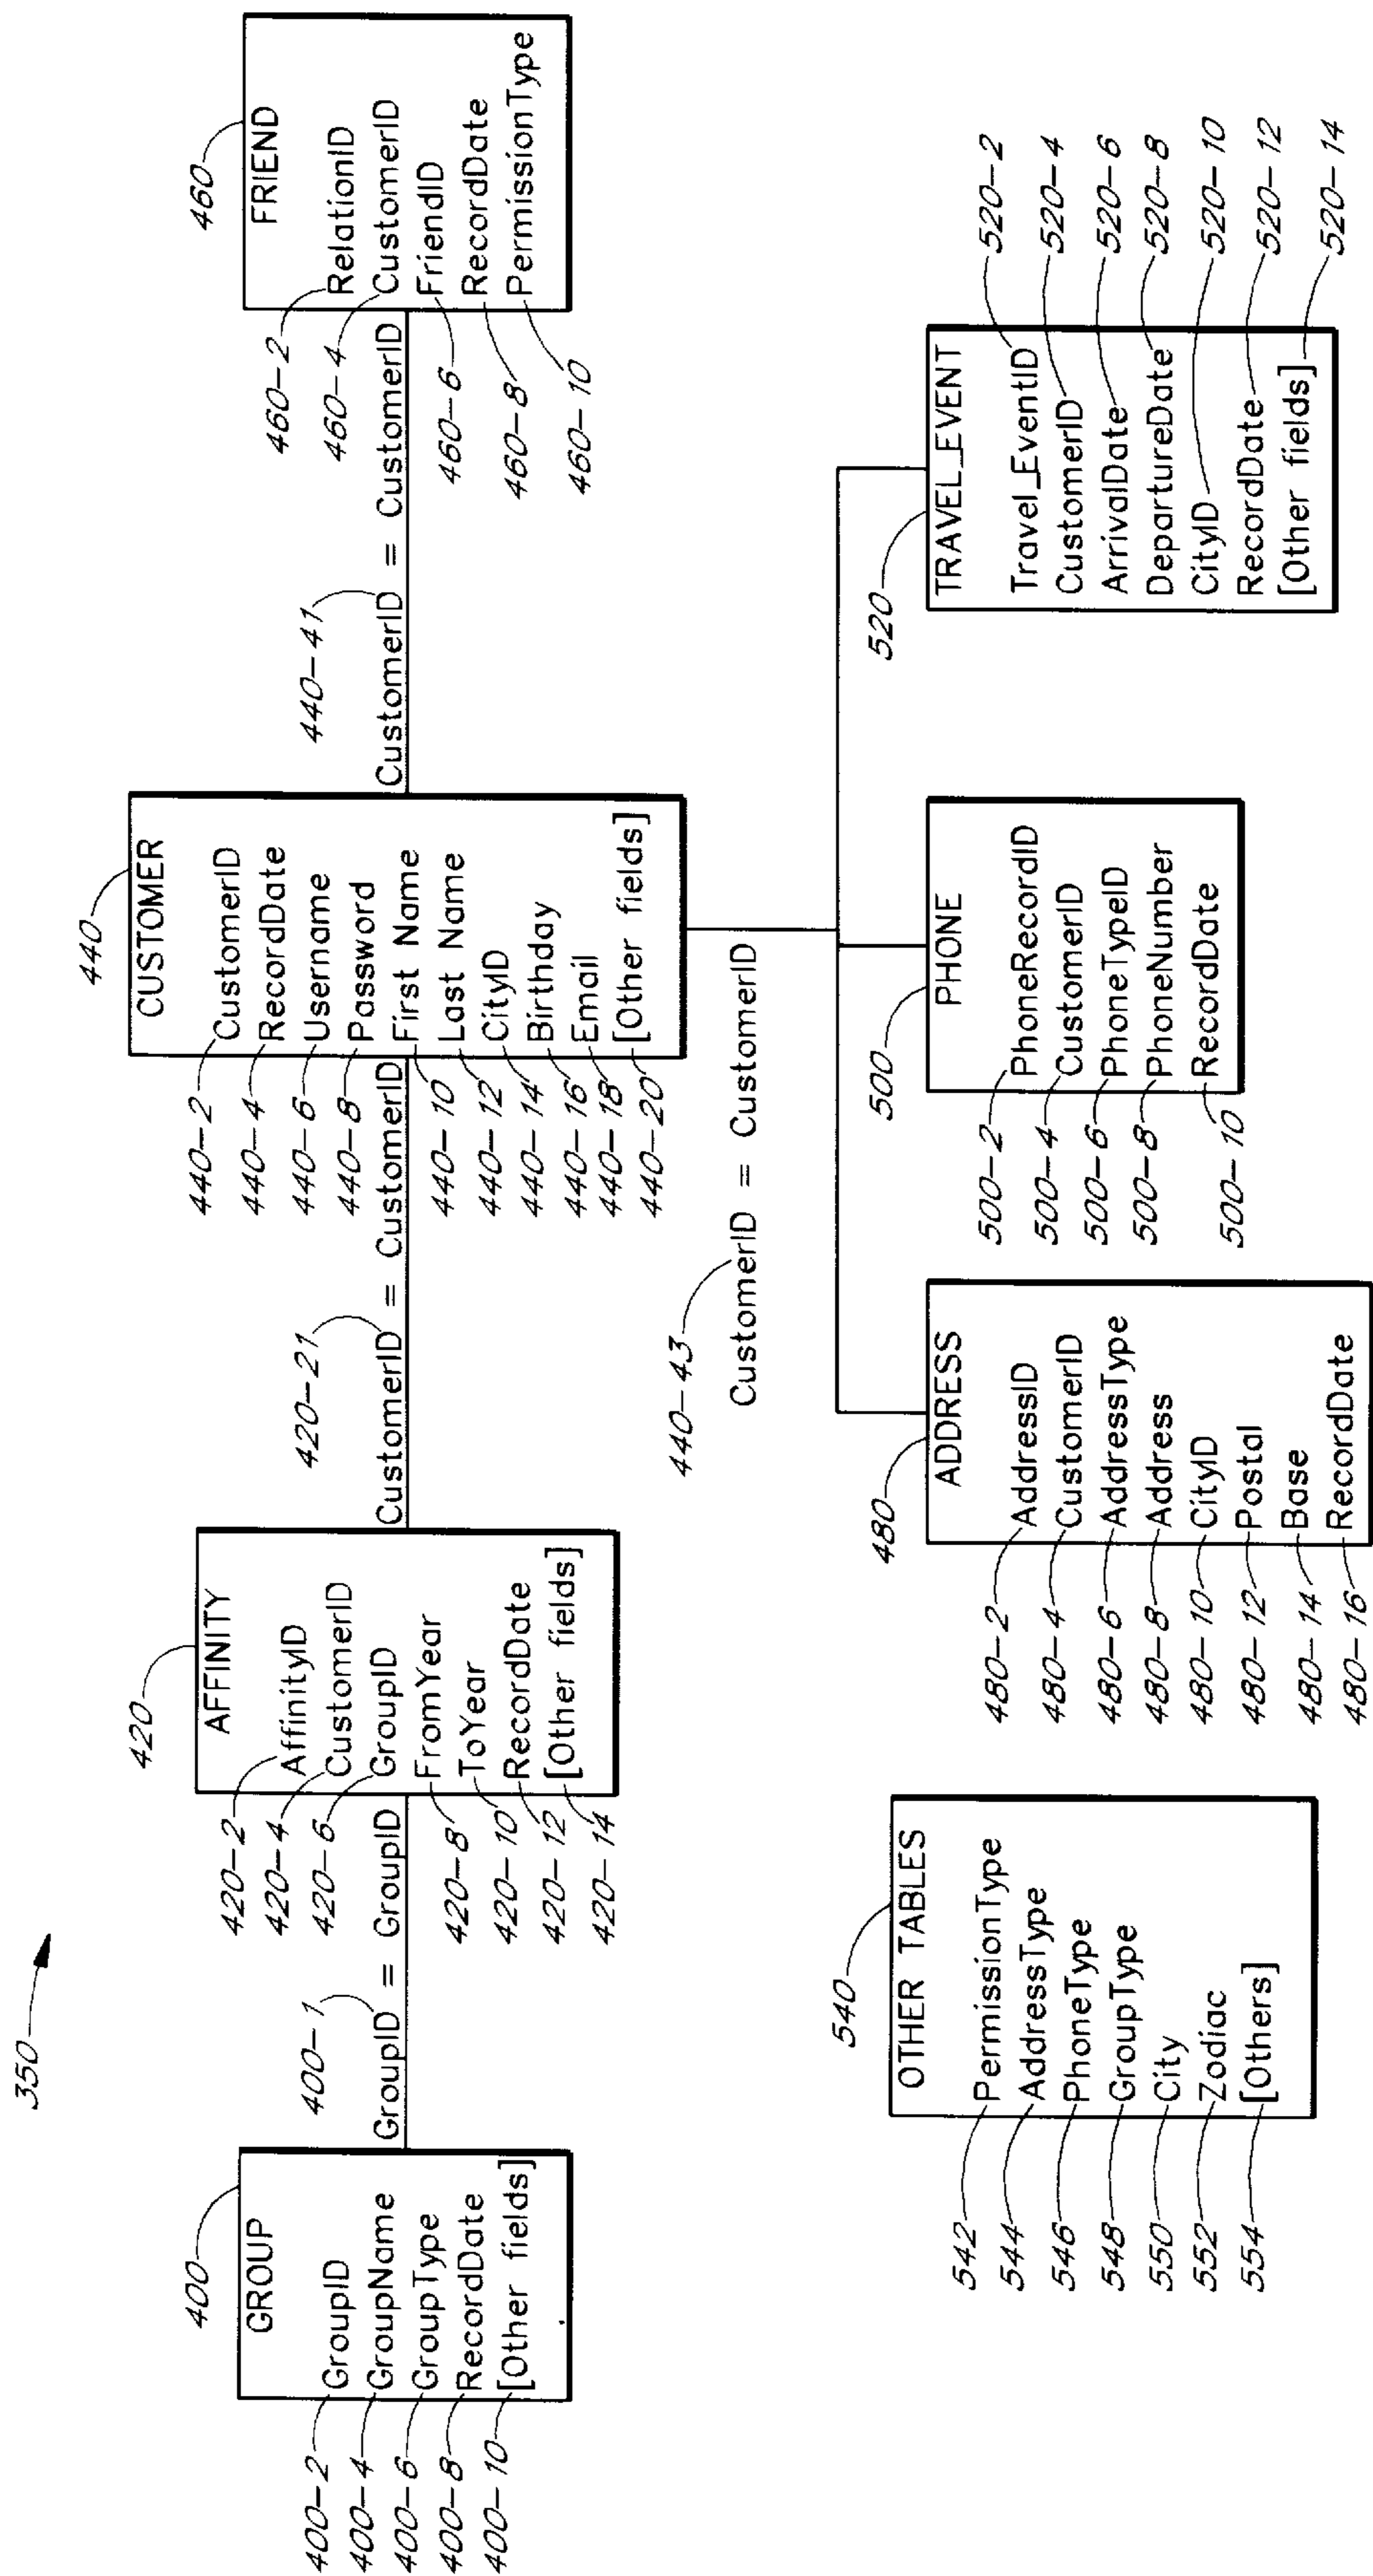 350
400
GROUP
400-2 GroupID
400-4 GroupName
400-6 GroupType
400-8 RecordDate
400-10 [Other fields]
400-1
GroupID = GroupID
420
AFFINITY
420-2 AffinityID
420-4 CustomerID
420-6 GroupID
420-8 FromYear
420-10 ToYear
420-12 RecordDate
420-14 [Other fields]
420-21
CustomerID = CustomerID
440
CUSTOMER
440-2 CustomerID
440-4 RecordDate
440-6 Username
440-8 Password
440-10 First Name
440-12 Last Name
440-14 CityID
440-16 Birthday
440-18 Email
440-20 [Other fields]
440-41
CustomerID = CustomerID
460
FRIEND
460-2 RelationID
460-4 CustomerID
460-6 FriendID
460-8 RecordDate
460-10 PermissionType
440-43
CustomerID = CustomerID
540
OTHER TABLES
542 PermissionType
544 AddressType
546 PhoneType
548 GroupType
550 City
552 Zodiac
554 [Others]
480
ADDRESS
480-2 AddressID
480-4 CustomerID
480-6 AddressType
480-8 Address
480-10 CityID
480-12 Postal
480-14 Base
480-16 RecordDate
500
PHONE
500-2 PhoneRecordID
500-4 CustomerID
500-6 PhoneTypeID
500-8 PhoneNumber
500-10 RecordDate
520
TRAVEL_EVENT
Travel_EventID 520-2
CustomerID 520-4
ArrivalDate 520-6
DepartureDate 520-8
CityID 520-10
RecordDate 520-12
[Other fields] 520-14